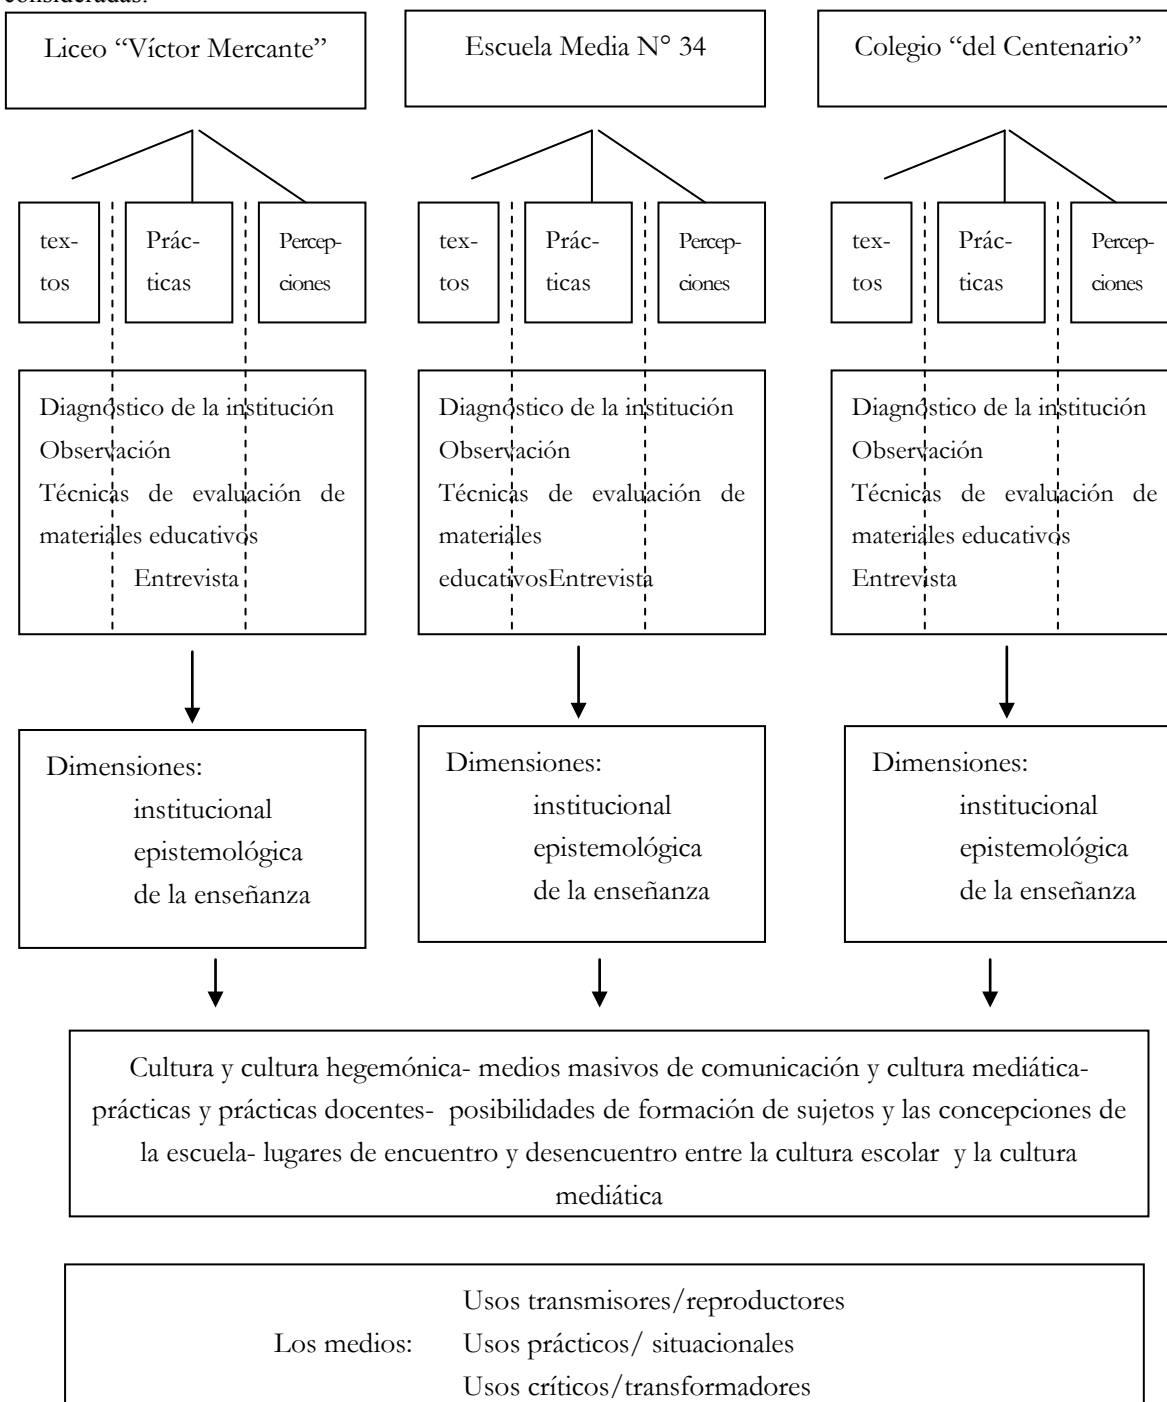 consideradas.
Liceo “Víctor Mercante”
Escuela Media N° 34
Colegio “del Centenario”
tex-
tos
Prác-
ticas
Percep-
ciones
tex-
tos
Prác-
ticas
Percep-
ciones
tex-
tos
Prác-
ticas
Percep-
ciones
Diagnóstico de la institución
Observación
Técnicas de evaluación de
materiales educativos
Entrevista
Diagnóstico de la institución
Observación
Técnicas de evaluación de
materiales
educativosEntrevista
Diagnóstico de la institución
Observación
Técnicas de evaluación de
materiales educativos
Entrevista
Dimensiones:
institucional
epistemológica
de la enseñanza
Dimensiones:
institucional
epistemológica
de la enseñanza
Dimensiones:
institucional
epistemológica
de la enseñanza
Cultura y cultura hegemónica- medios masivos de comunicación y cultura mediática-
prácticas y prácticas docentes- posibilidades de formación de sujetos y las concepciones de
la escuela- lugares de encuentro y desencuentro entre la cultura escolar y la cultura
mediática
Usos transmisores/reproductores
Los medios: Usos prácticos/ situacionales
Usos críticos/transformadores